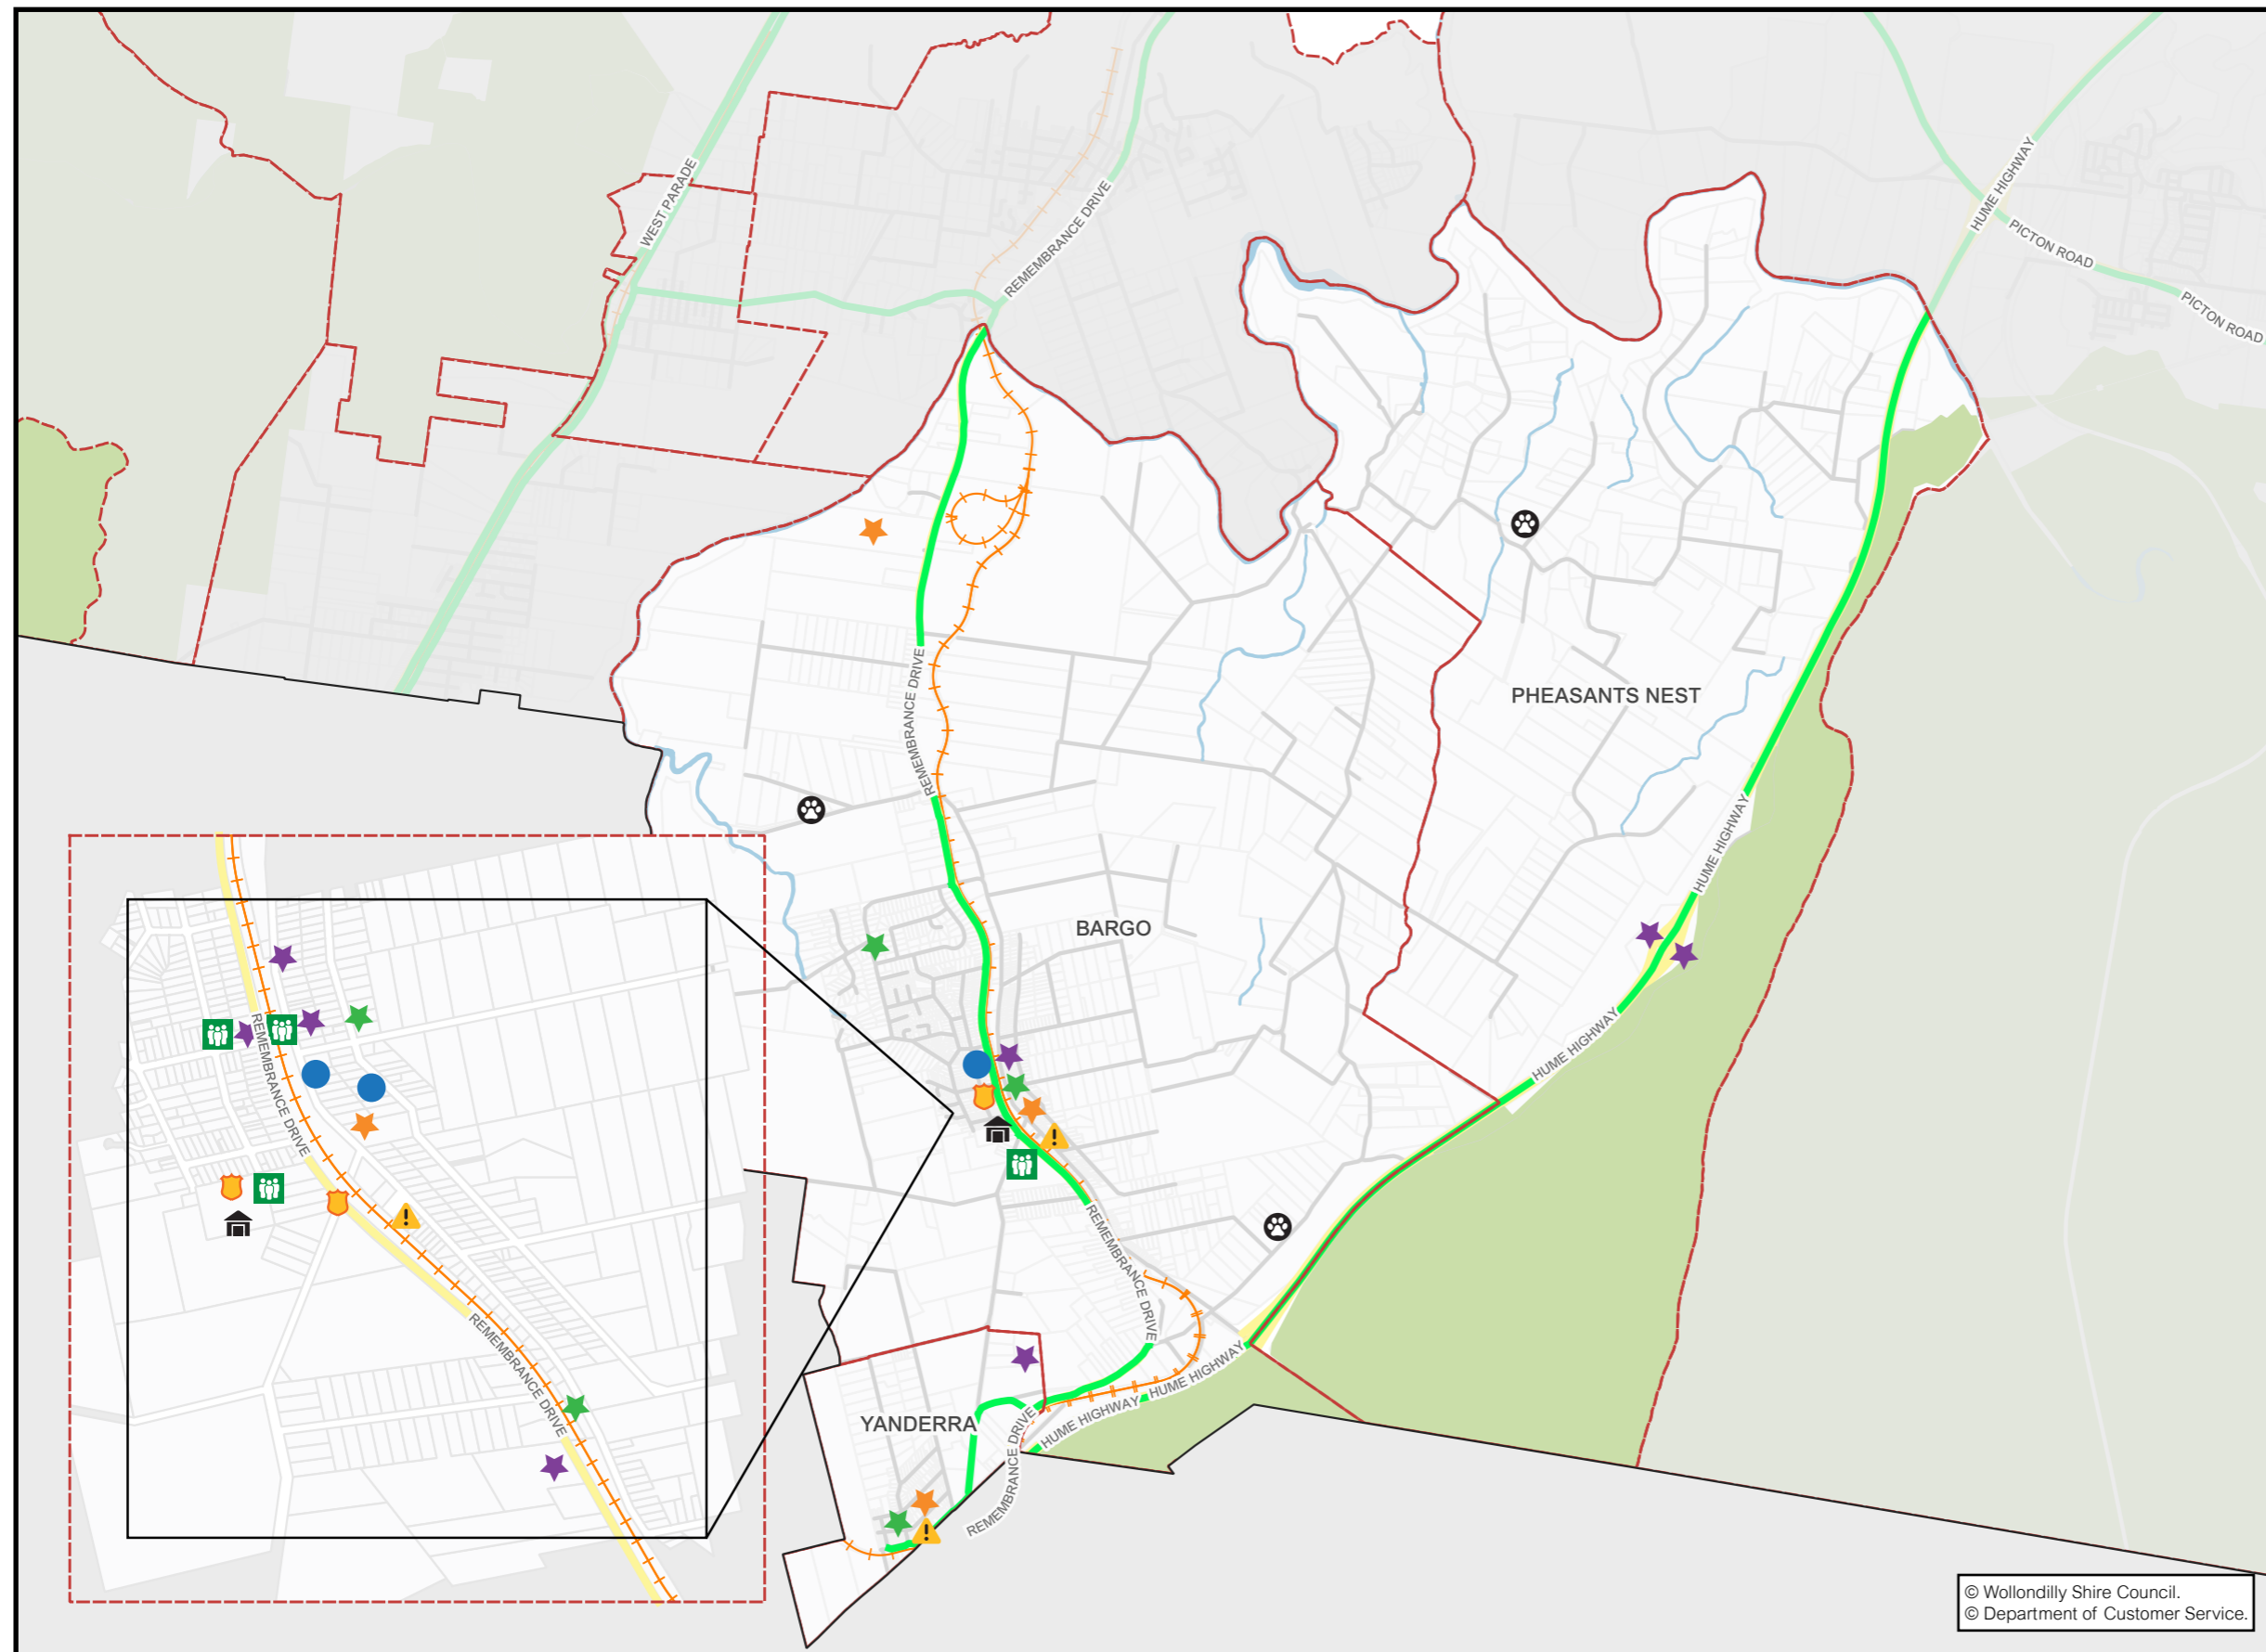 WEST PARADE
REMEMBRANCE DRIVE
HUME HIGHWAY
PICTON ROAD
PICTON ROAD
REMEMBRANCE DRIVE
PHEASANTS NEST
HUME HIGHWAY
BARGO
HUME HIGHWAY
REMEMBRANCE DRIVE
REMEMBRANCE DRIVE
REMEMBRANCE DRIVE
HUME HIGHWAY
HUME HIGHWAY
YANDERRA
REMEMBRANCE DRIVE
REMEMBRANCE DRIVE
© Wollondilly Shire Council.
© Department of Customer Service.